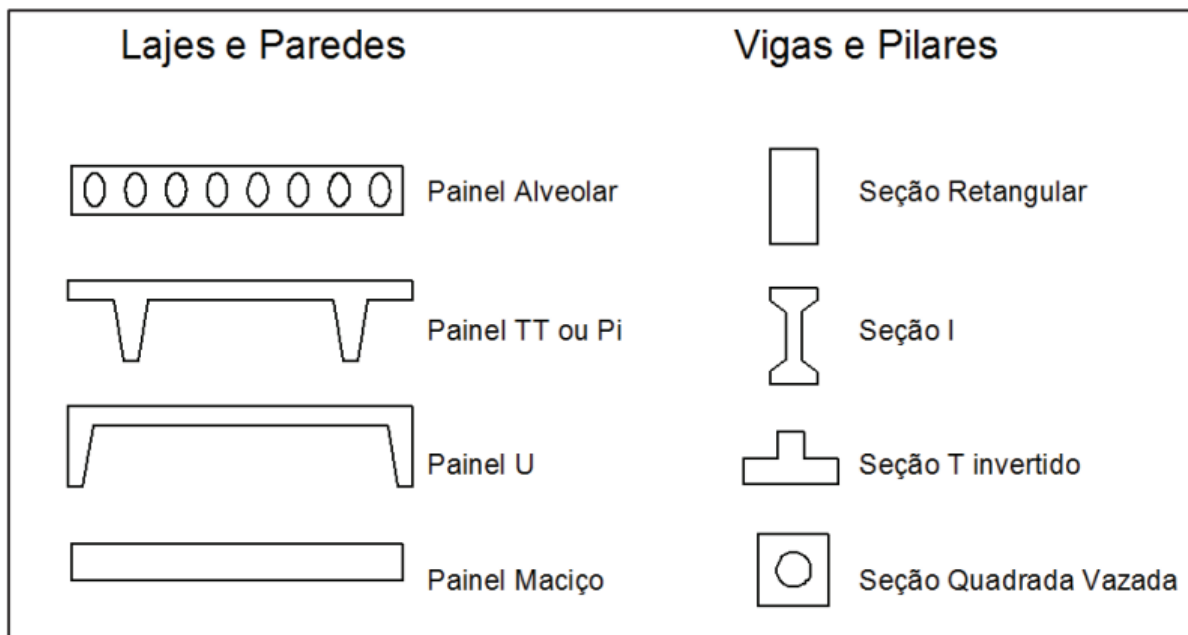 Lajes e Paredes
Painel Alveolar
Painel TT ou Pi
Painel U
Painel Maciço
Vigas e Pilares
Seção Retangular
Seção I
Seção T invertido
Seção Quadrada Vazada